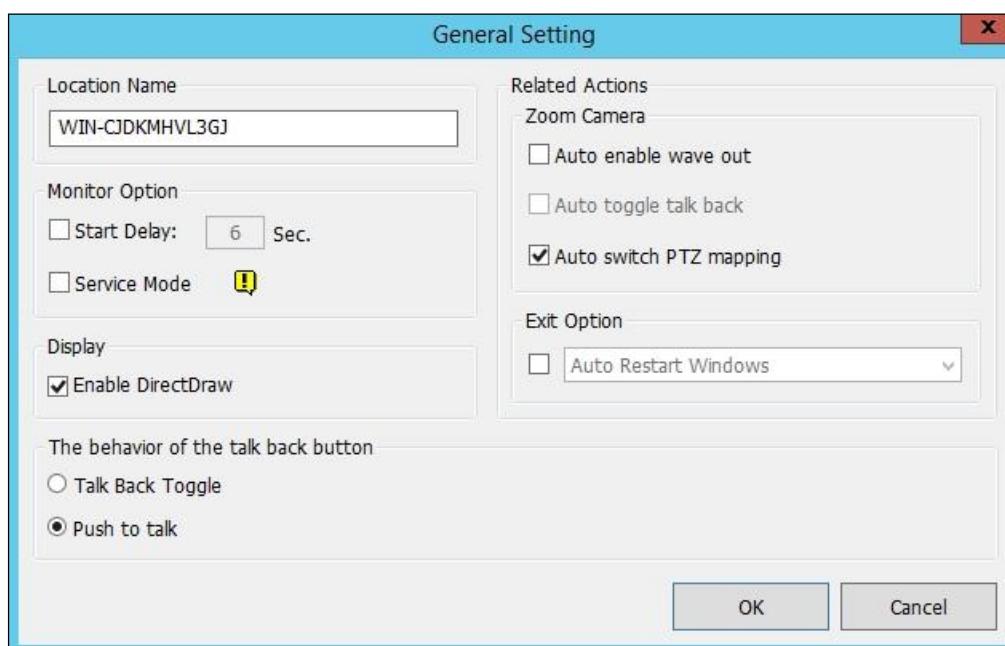 General Setting
x
Location Name
WIN-CJDKMHVL3GJ
Monitor Option
Start Delay: 6 Sec.
Service Mode !
Display
Enable DirectDraw
Related Actions
Zoom Camera
Auto enable wave out
Auto toggle talk back
Auto switch PTZ mapping
Exit Option
Auto Restart Windows
The behavior of the talk back button
Talk Back Toggle
Push to talk
OK Cancel